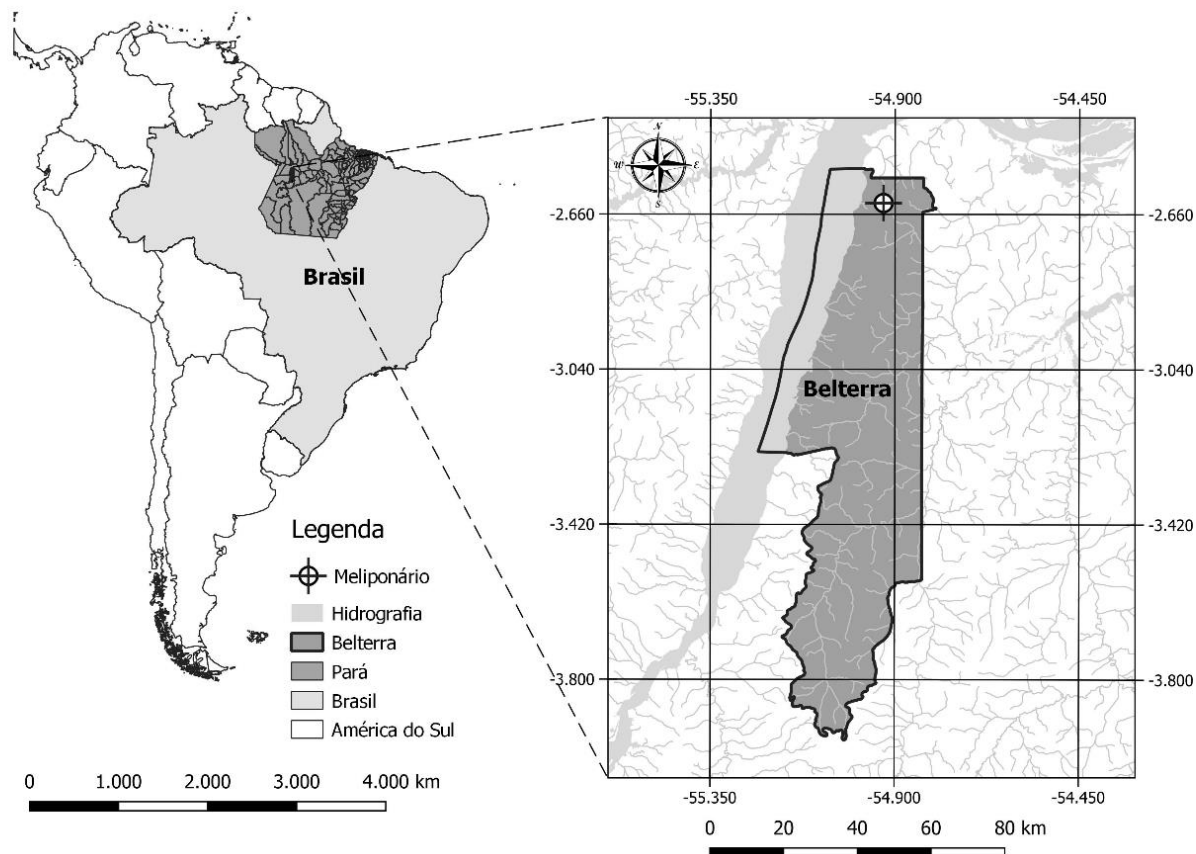 Brasil
Legenda
Meliponário
Hidrografia
Belterra
Pará
Brasil
América do Sul
0 1.000 2.000 3.000 4.000 km
-55.350 -54.900 -54.450
N
W E
S
-2.660 -2.660
-3.040 -3.040
Belterra
-3.420 -3.420
-3.800 -3.800
-55.350 -54.900 -54.450
0 20 40 60 80 km